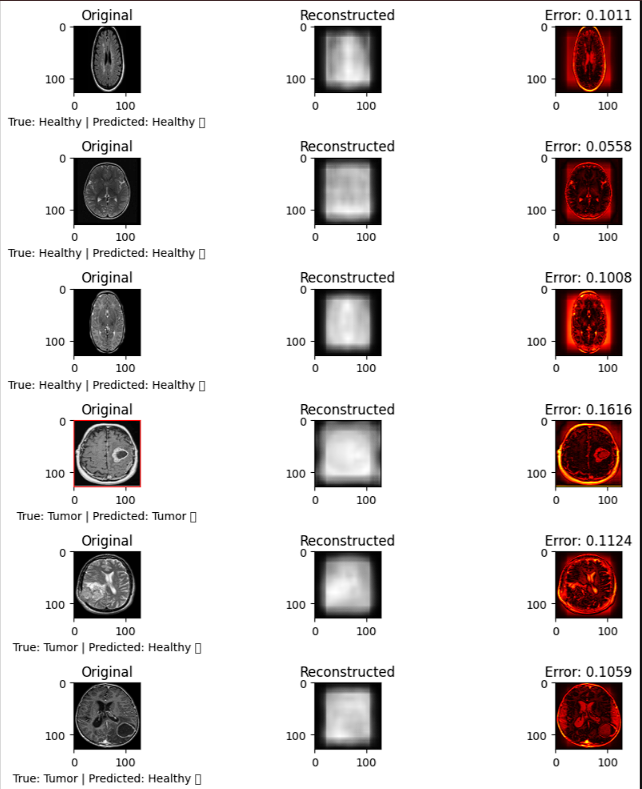 Original Reconstructed Error: 0.1011
0 0 0
100 100 100
0 100 0 100 0 100
True: Healthy | Predicted: Healthy ▯
Original Reconstructed Error: 0.0558
0 0 0
100 100 100
0 100 0 100 0 100
True: Healthy | Predicted: Healthy ▯
Original Reconstructed Error: 0.1008
0 0 0
100 100 100
0 100 0 100 0 100
True: Healthy | Predicted: Healthy ▯
Original Reconstructed Error: 0.1616
0 0 0
100 100 100
0 100 0 100 0 100
True: Tumor | Predicted: Tumor ▯
Original Reconstructed Error: 0.1124
0 0 0
100 100 100
0 100 0 100 0 100
True: Tumor | Predicted: Healthy ▯
Original Reconstructed Error: 0.1059
0 0 0
100 100 100
0 100 0 100 0 100
True: Tumor | Predicted: Healthy ▯